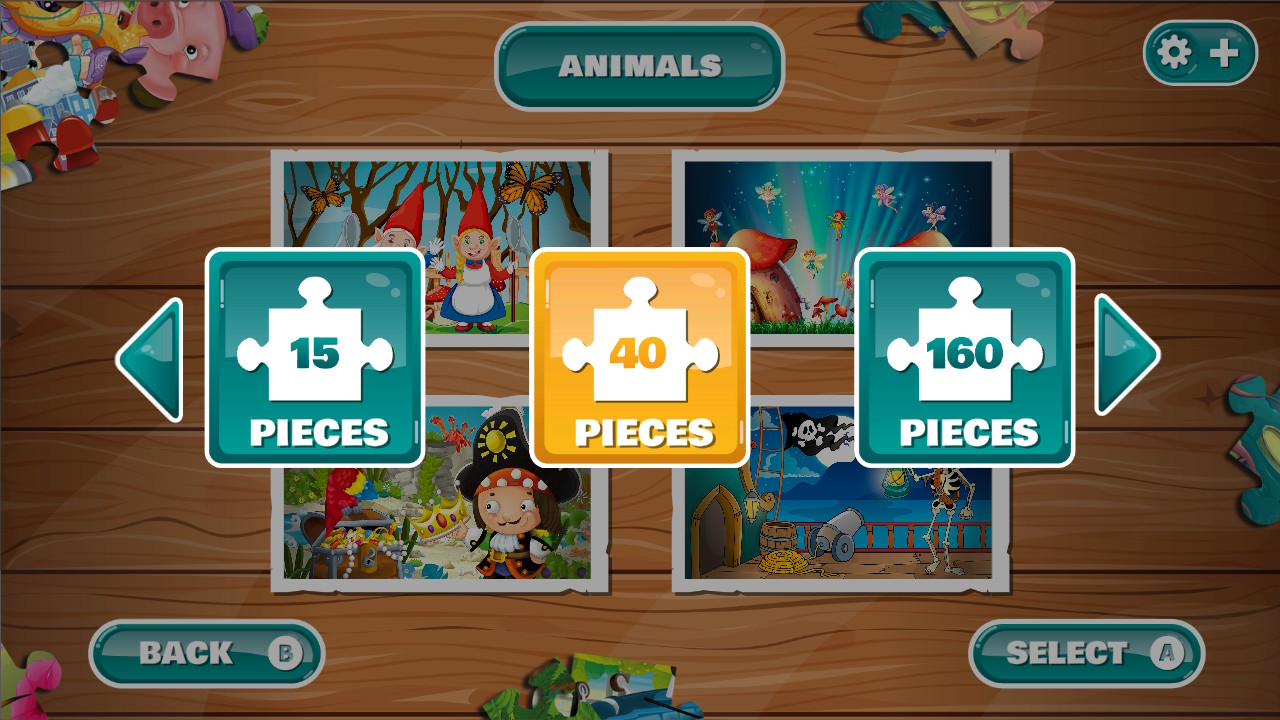 ANIMALS
15
PIECES
40
PIECES
160
PIECES
BACK B
SELECT A